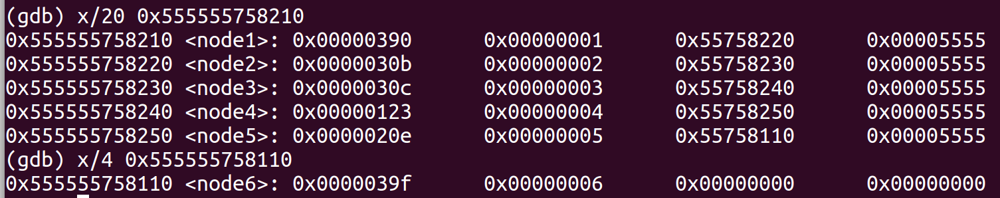 (gdb) x/20 0x555555758210
0x555555758210 <node1>: 0x00000390 0x00000001 0x55758220 0x00005555
0x555555758220 <node2>: 0x0000030b 0x00000002 0x55758230 0x00005555
0x555555758230 <node3>: 0x0000030c 0x00000003 0x55758240 0x00005555
0x555555758240 <node4>: 0x00000123 0x00000004 0x55758250 0x00005555
0x555555758250 <node5>: 0x0000020e 0x00000005 0x55758110 0x00005555
(gdb) x/4 0x555555758110
0x555555758110 <node6>: 0x0000039f 0x00000006 0x00000000 0x00000000